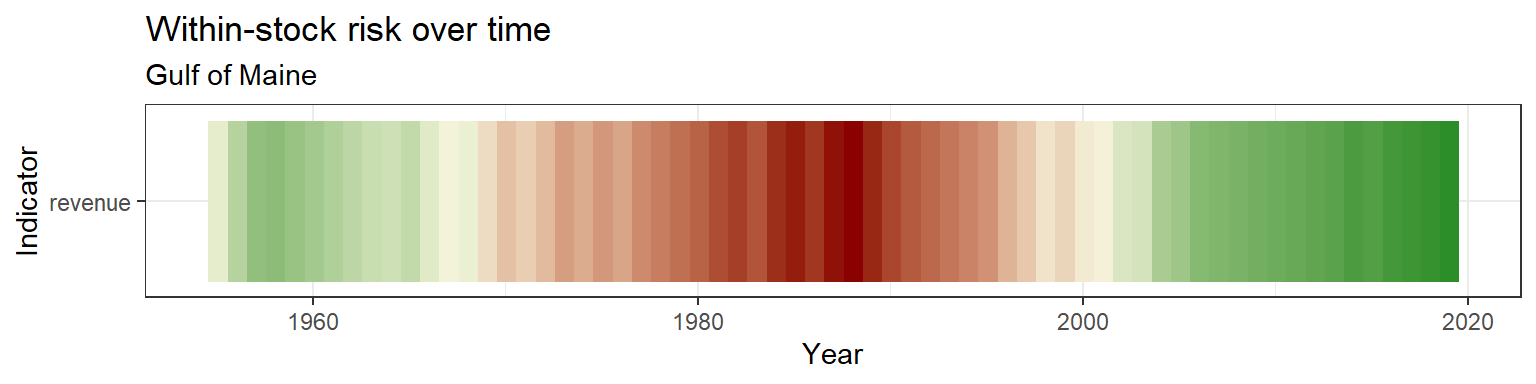 Within-stock risk over time
Gulf of Maine
Indicator
revenue
1960 1980 2000 2020
Year